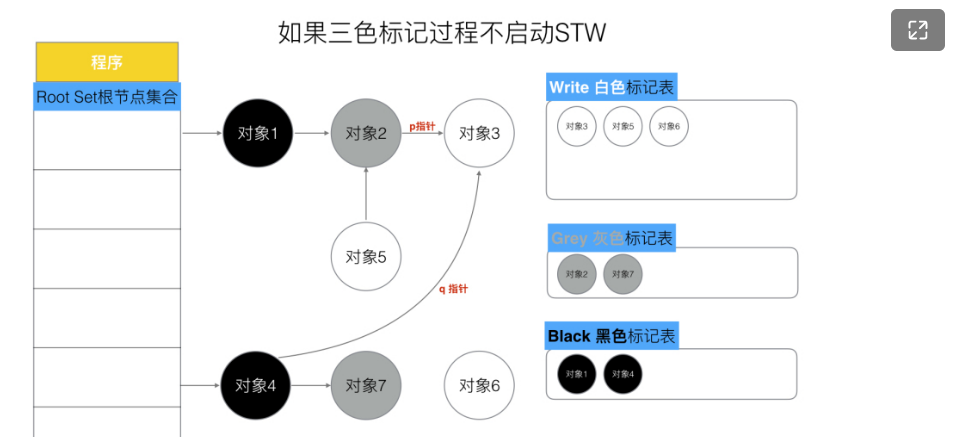 如果三色标记过程不启动STW
程序
Root Set根节点集合
对象1
对象2
p指针
对象3
对象5
q 指针
对象4
对象7
对象6
Write 白色标记表
对象3
对象5
对象6
Grey 灰色标记表
对象2
对象7
Black 黑色标记表
对象1
对象4